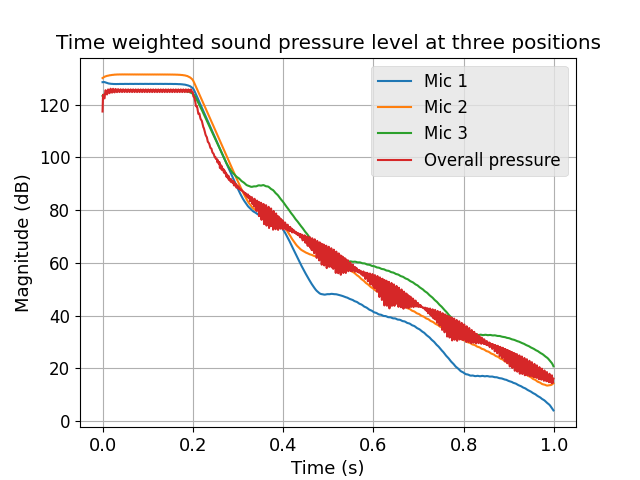 Time weighted sound pressure level at three positions
Mic 1
Mic 2
Mic 3
Overall pressure
Magnitude (dB)
120
100
80
60
40
20
0
0.0 0.2 0.4 0.6 0.8 1.0
Time (s)